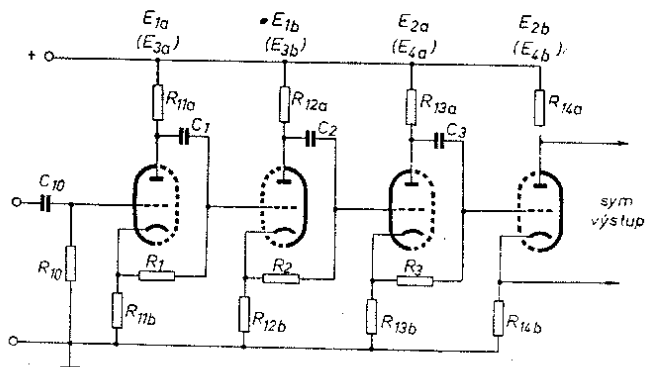 E1a E1b E2a E2b
(E3a) (E3b) (E4a) (E4b)
+
R11a R12a R13a R14a
C1 C2 C3
C10
sym
výstup
R10 R1 R2 R3
R11b R12b R13b R14b